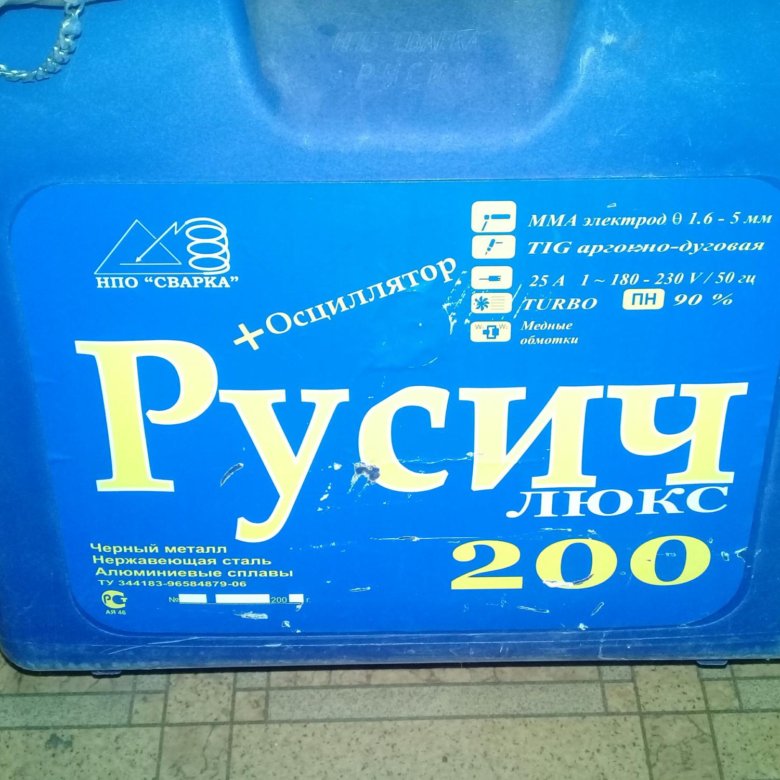 НПО "СВАРКА"
+Осциллятор
MMA электрод θ 1.6 - 5 мм
TIG аргонно-дуговая
25 A 1 ~ 180 - 230 V / 50 гц
TURBO ПН 90 %
Медные
обмотки
Русич
люкс
200
Черный металл
Нержавеющая сталь
Алюминиевые сплавы
ТУ 344183-96584879-06
№ 200 г.
АЯ 46